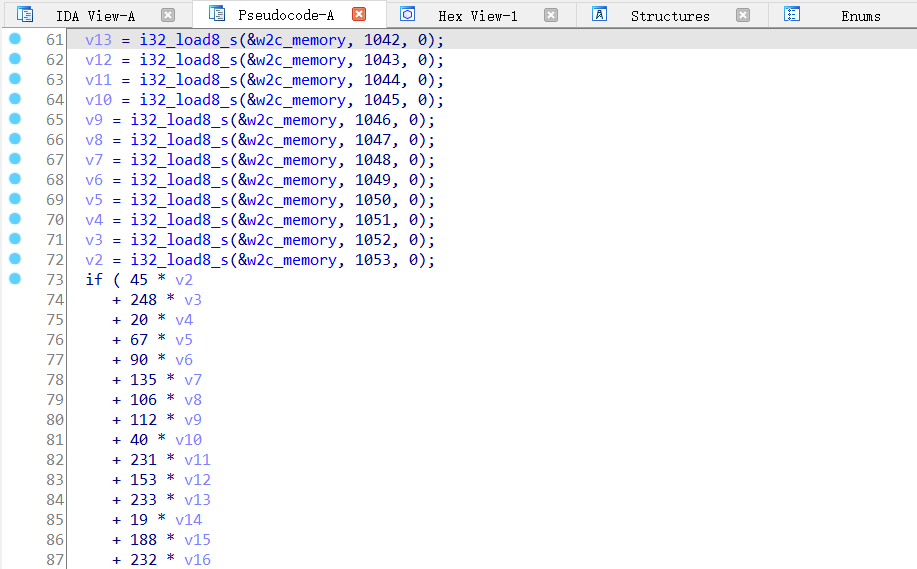 IDA View-A Pseudocode-A Hex View-1 Structures Enums
61 v13 = i32_load8_s(&w2c_memory, 1042, 0);
62 v12 = i32_load8_s(&w2c_memory, 1043, 0);
63 v11 = i32_load8_s(&w2c_memory, 1044, 0);
64 v10 = i32_load8_s(&w2c_memory, 1045, 0);
65 v9 = i32_load8_s(&w2c_memory, 1046, 0);
66 v8 = i32_load8_s(&w2c_memory, 1047, 0);
67 v7 = i32_load8_s(&w2c_memory, 1048, 0);
68 v6 = i32_load8_s(&w2c_memory, 1049, 0);
69 v5 = i32_load8_s(&w2c_memory, 1050, 0);
70 v4 = i32_load8_s(&w2c_memory, 1051, 0);
71 v3 = i32_load8_s(&w2c_memory, 1052, 0);
72 v2 = i32_load8_s(&w2c_memory, 1053, 0);
73 if ( 45 * v2
74 + 248 * v3
75 + 20 * v4
76 + 67 * v5
77 + 90 * v6
78 + 135 * v7
79 + 106 * v8
80 + 112 * v9
81 + 40 * v10
82 + 231 * v11
83 + 153 * v12
84 + 233 * v13
85 + 19 * v14
86 + 188 * v15
87 + 232 * v16